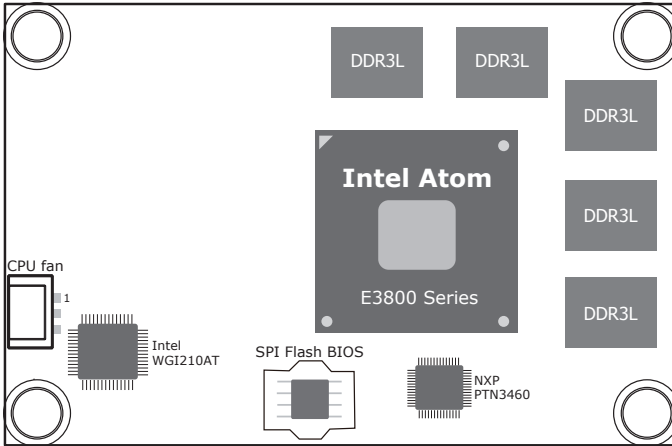 DDR3L
DDR3L
DDR3L
Intel Atom
DDR3L
E3800 Series
DDR3L
CPU fan
1
Intel
WGI210AT
SPI Flash BIOS
NXP
PTN3460